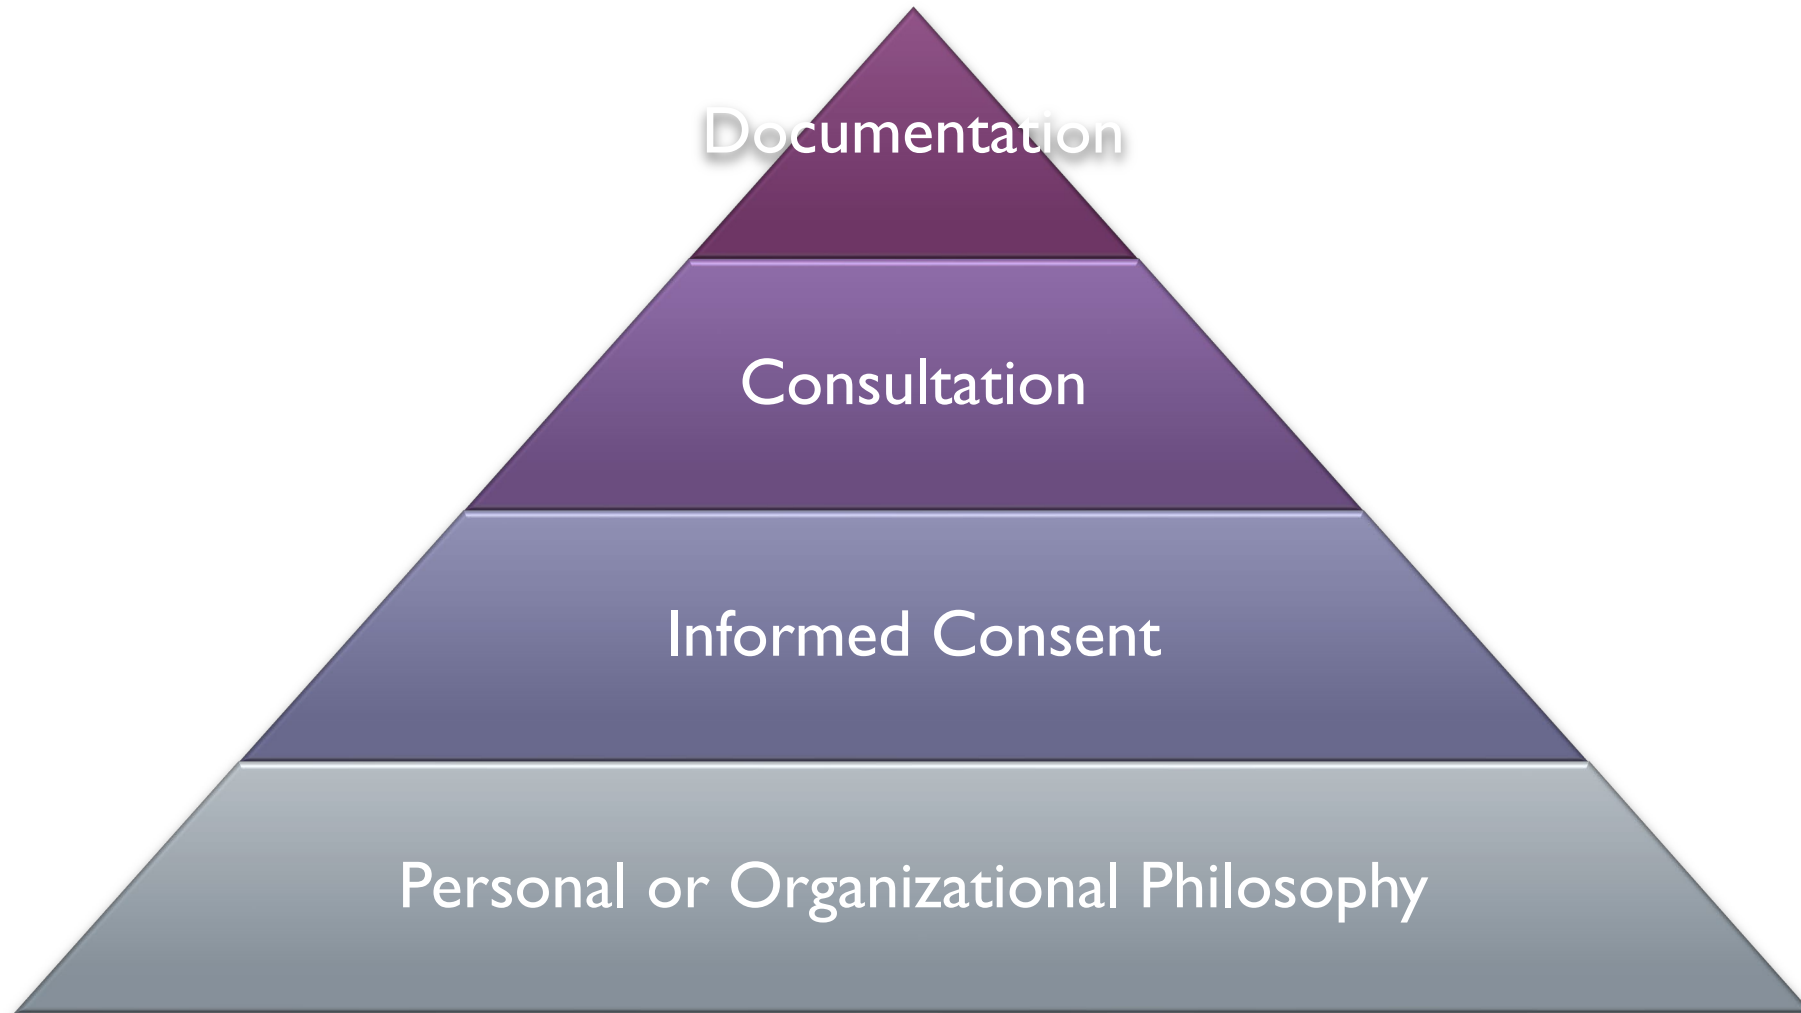 Documentation
Consultation
Informed Consent
Personal or Organizational Philosophy